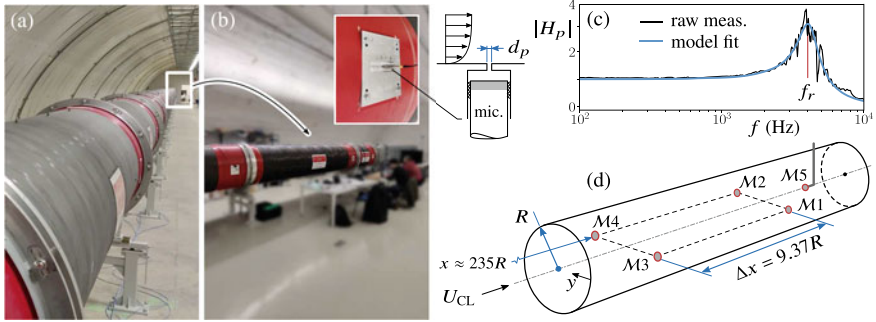 (a)
(b)
d_p
mic.
(c)
|H_p|
4
2
0
raw meas.
model fit
f_r
10^2
10^3
10^4
f (Hz)
(d)
R
x ≈ 235R
U_CL
y
M4
M3
M2
M5
M1
Δx = 9.37R